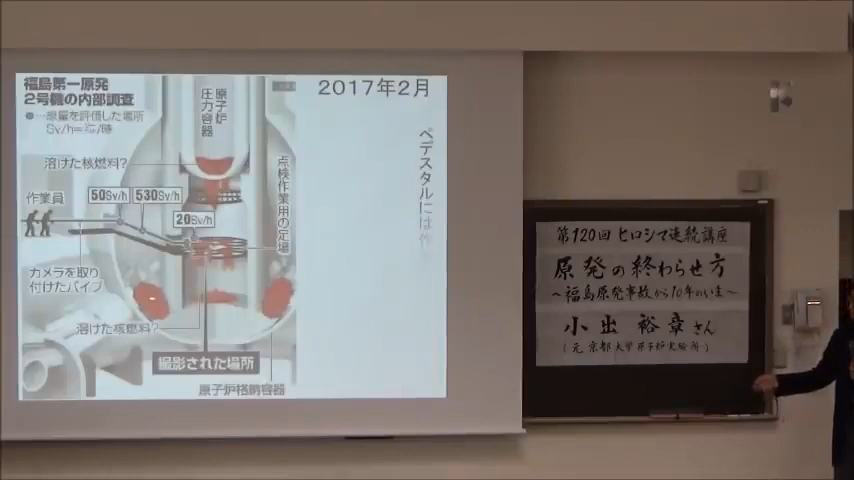 福島第一原発
2号機の内部調査
●…線量を評価した場所
Sv/h=シーベルト/時
原子炉
圧力容器
溶けた核燃料?
点検作業用の足場
作業員
50Sv/h
530Sv/h
20Sv/h
カメラを取り
付けたパイプ
溶けた核燃料?
撮影された場所
原子炉格納容器
2017年2月
ペデスタルには
第120回 ヒロシマ連続講座
原発の終わらせ方
～福島原発事故から10年のいま～
小出 裕章さん
(元 京都大学原子炉実験所)